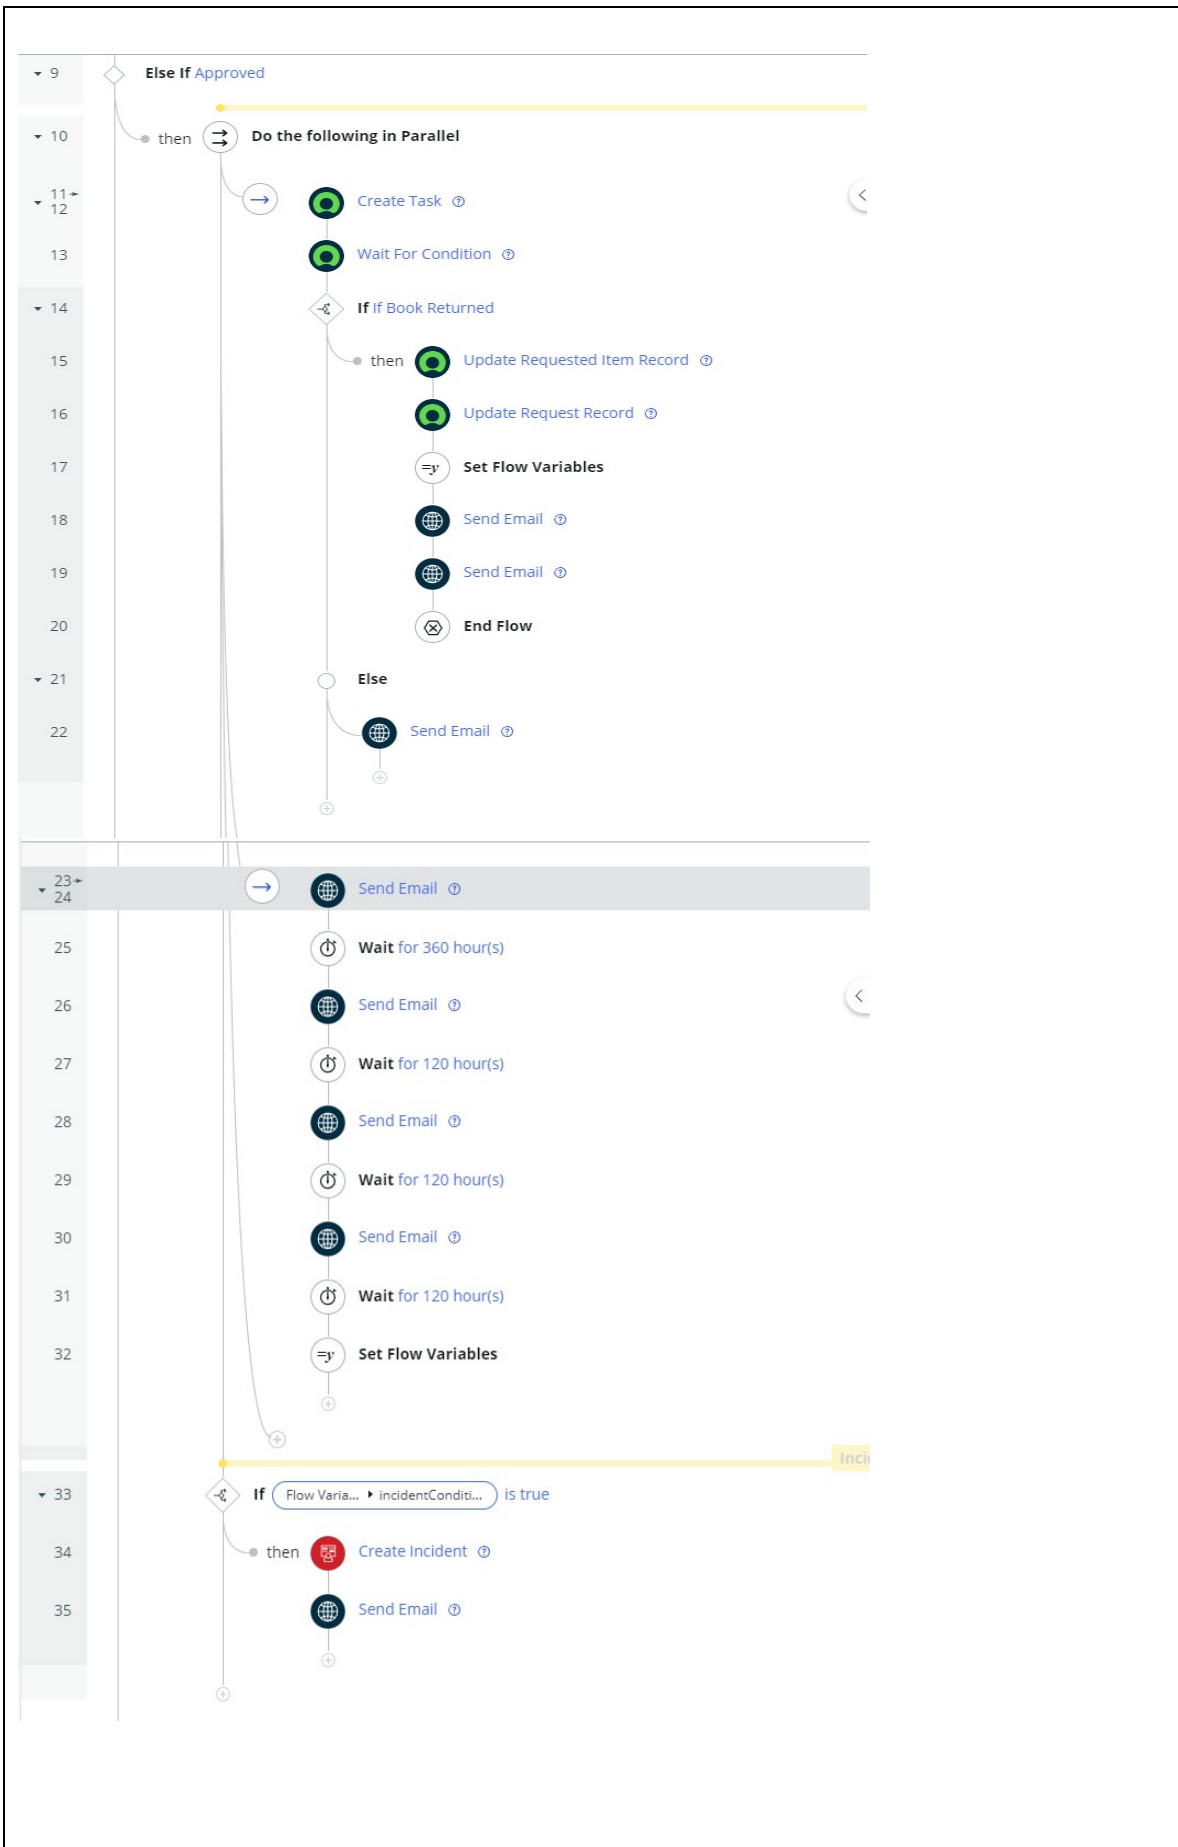 9 Else If Approved
10 then Do the following in Parallel
11
12 Create Task
13 Wait For Condition
14 If If Book Returned
15 then Update Requested Item Record
16 Update Request Record
17 =y Set Flow Variables
18 Send Email
19 Send Email
20 End Flow
21 Else
22 Send Email
23
24 Send Email
25 Wait for 360 hour(s)
26 Send Email
27 Wait for 120 hour(s)
28 Send Email
29 Wait for 120 hour(s)
30 Send Email
31 Wait for 120 hour(s)
32 =y Set Flow Variables
Inci
33 If Flow Varia... ▸ incidentConditi... is true
34 then Create Incident
35 Send Email